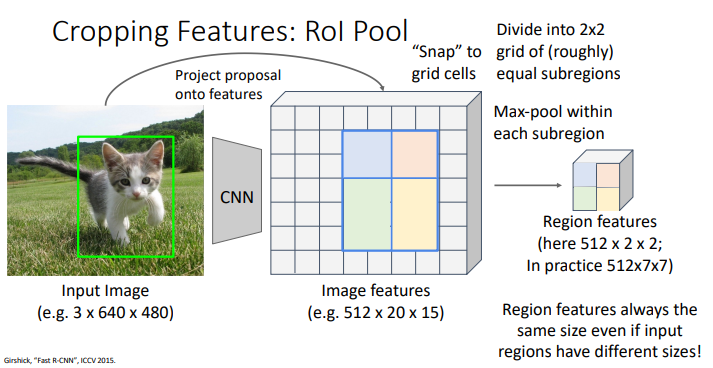 Cropping Features: RoI Pool
“Snap” to
grid cells
Divide into 2x2
grid of (roughly)
equal subregions
Project proposal
onto features
Max-pool within
each subregion
CNN
Region features
(here 512 x 2 x 2;
In practice 512x7x7)
Input Image
(e.g. 3 x 640 x 480)
Image features
(e.g. 512 x 20 x 15)
Region features always the
same size even if input
regions have different sizes!
Girshick, “Fast R-CNN”, ICCV 2015.